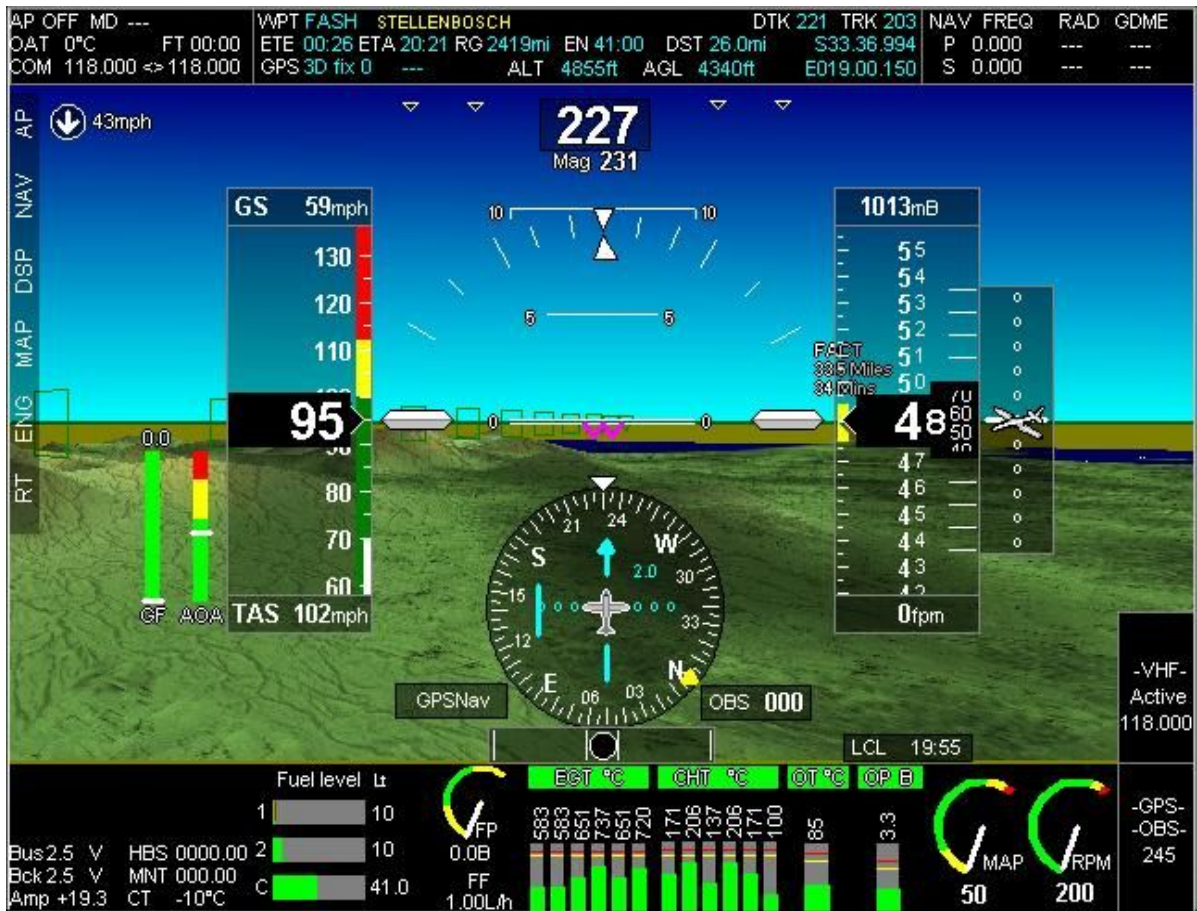 AP OFF MD ---
OAT 0°C FT 00:00
COM 118.000 <> 118.000
WPT FASH STELLENBOSCH DTK 221 TRK 203
ETE 00:26 ETA 20:21 RG 2419mi EN 41:00 DST 26.0mi S33.36.994
GPS 3D fix 0 --- ALT 4855ft AGL 4340ft E019.00.150
NAV FREQ RAD GDME
P 0.000 --- ---
S 0.000 --- ---
AP
NAV
DSP
MAP
ENG
RT
43mph
227
Mag 231
GS 59mph
130
120
110
95
80
70
60
TAS 102mph
10 10
5 5
0 0
1013mB
55
54
53
52
51
50
48
70
60
50
40
47
46
45
44
43
42
0fpm
FACT
33.5 Miles
34 Mins
0.0
GF AOA
21 24 W 30 33 N 03 06 E 12 15 S
2.0
GPSNav
OBS 000
LCL 19:55
-VHF-
Active
118.000
-GPS-
-OBS-
245
Fuel level Lt
1 10
2 10
C 41.0
Bus 2.5 V HBS 0000.00
Bck 2.5 V MNT 000.00
Amp +19.3 CT -10°C
FP
0.0B
FF
1.00L/h
EGT °C CHT °C OT °C OP B
583 583 651 737 651 720 171 206 137 206 171 100 85 3.3
MAP
50
RPM
200